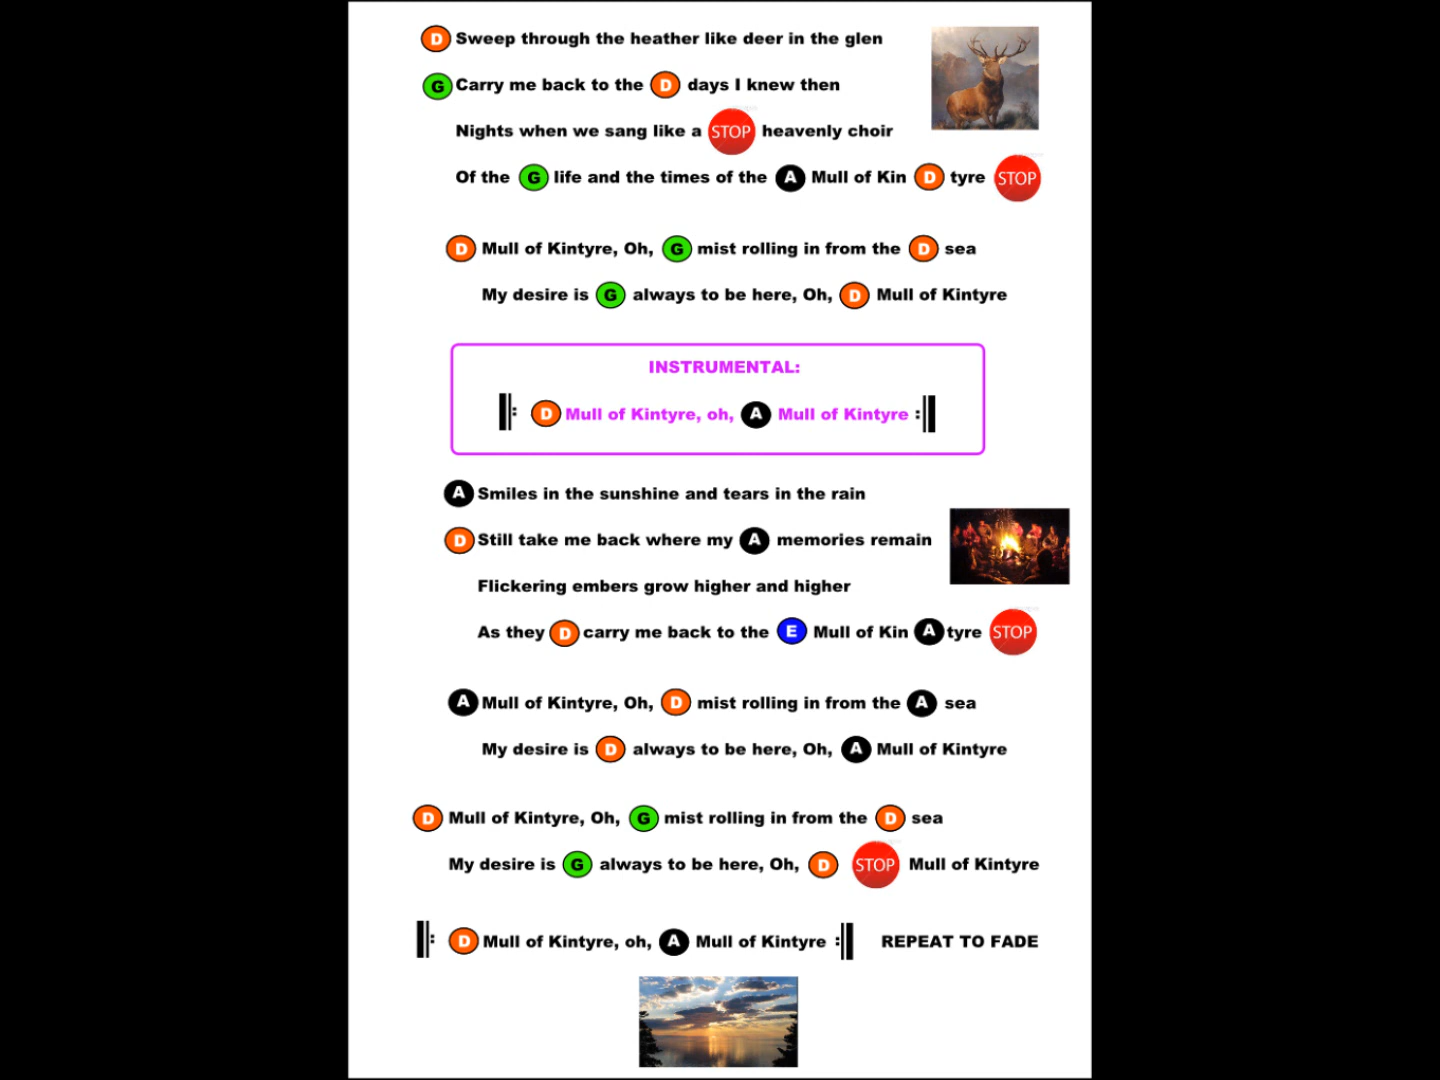 D Sweep through the heather like deer in the glen
G Carry me back to the D days I knew then
Nights when we sang like a STOP heavenly choir
Of the G life and the times of the A Mull of Kin D tyre STOP
D Mull of Kintyre, Oh, G mist rolling in from the D sea
My desire is G always to be here, Oh, D Mull of Kintyre
INSTRUMENTAL:
D Mull of Kintyre, oh, A Mull of Kintyre
A Smiles in the sunshine and tears in the rain
D Still take me back where my A memories remain
Flickering embers grow higher and higher
As they D carry me back to the E Mull of Kin A tyre STOP
A Mull of Kintyre, Oh, D mist rolling in from the A sea
My desire is D always to be here, Oh, A Mull of Kintyre
D Mull of Kintyre, Oh, G mist rolling in from the D sea
My desire is G always to be here, Oh, D STOP Mull of Kintyre
D Mull of Kintyre, oh, A Mull of Kintyre REPEAT TO FADE